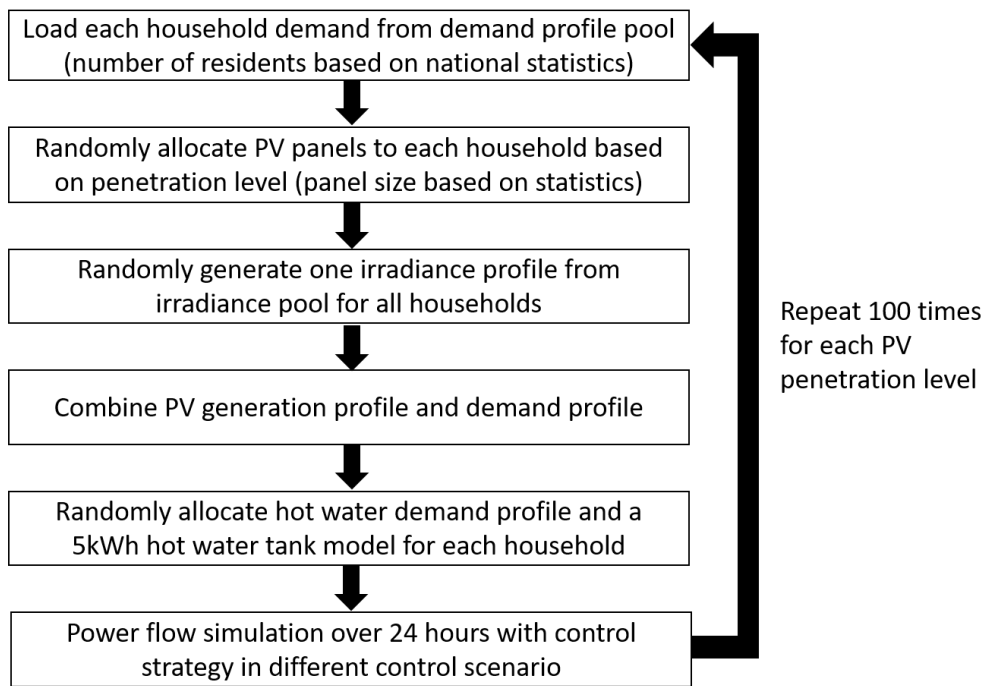 Load each household demand from demand profile pool
(number of residents based on national statistics)
Randomly allocate PV panels to each household based
on penetration level (panel size based on statistics)
Randomly generate one irradiance profile from
irradiance pool for all households
Combine PV generation profile and demand profile
Randomly allocate hot water demand profile and a
5kWh hot water tank model for each household
Power flow simulation over 24 hours with control
strategy in different control scenario
Repeat 100 times
for each PV
penetration level